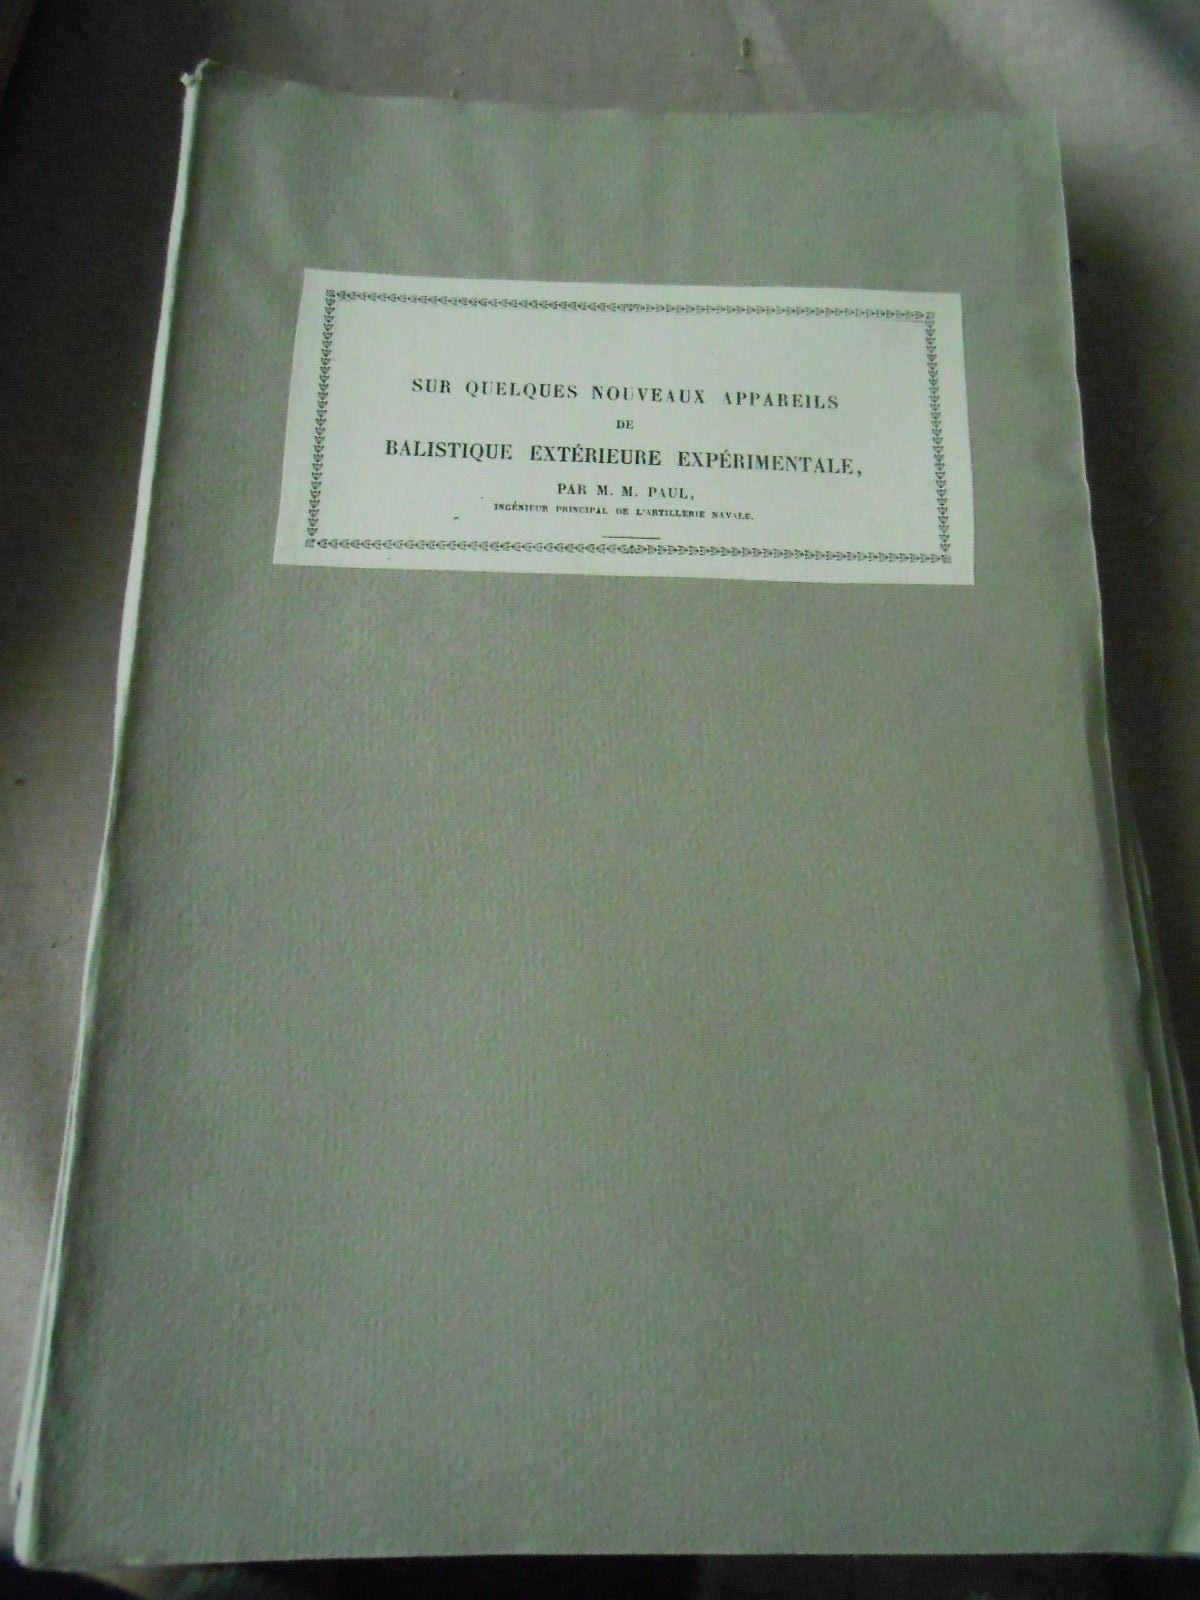 SUR QUELQUES NOUVEAUX APPAREILS
DE
BALISTIQUE EXTÉRIEURE EXPÉRIMENTALE,
PAR M. M. PAUL,
INGÉNIEUR PRINCIPAL DE L'ARTILLERIE NAVALE.